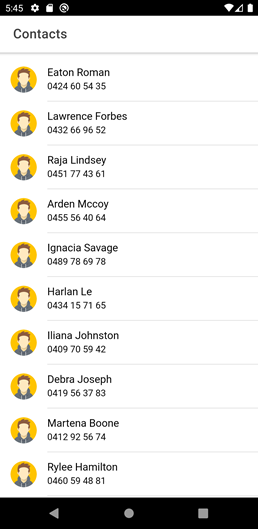 5:45
Contacts
Eaton Roman
0424 60 54 35
Lawrence Forbes
0432 66 96 52
Raja Lindsey
0451 77 43 61
Arden Mccoy
0455 56 40 64
Ignacia Savage
0489 78 69 78
Harlan Le
0434 15 71 65
Iliana Johnston
0409 70 59 42
Debra Joseph
0419 56 37 83
Martena Boone
0412 92 56 74
Rylee Hamilton
0460 59 48 81